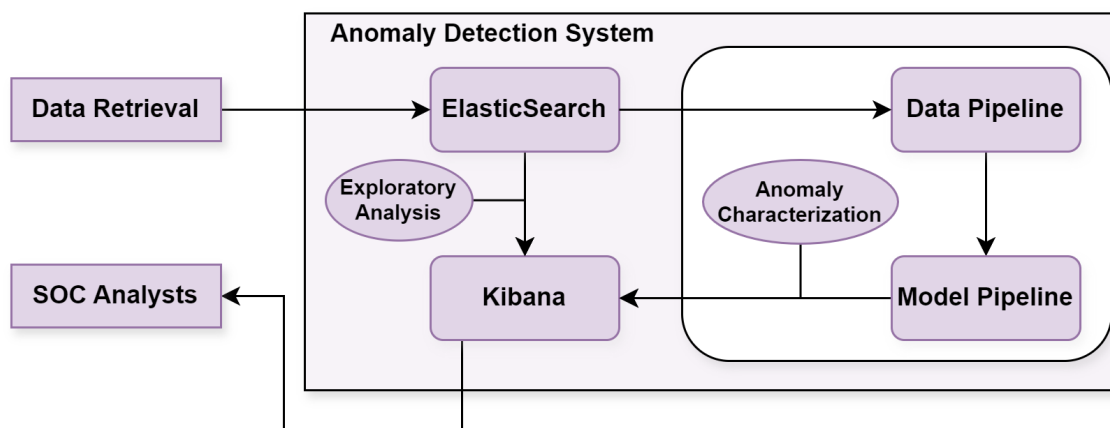 Anomaly Detection System
Data Retrieval
ElasticSearch
Data Pipeline
Exploratory
Analysis
Anomaly
Characterization
SOC Analysts
Kibana
Model Pipeline